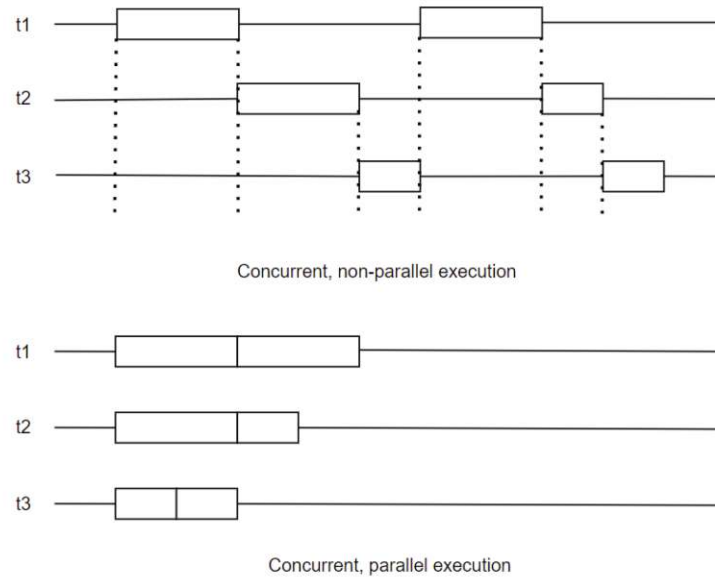 t1
t2
t3
Concurrent, non-parallel execution
t1
t2
t3
Concurrent, parallel execution